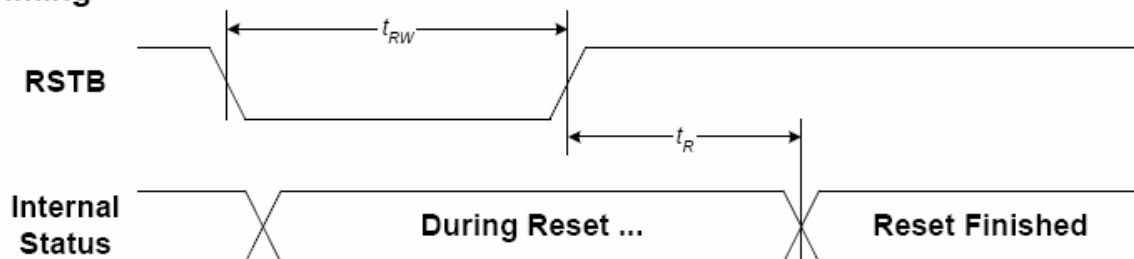 t_RW
RSTB
t_R
Internal
Status
During Reset ...
Reset Finished